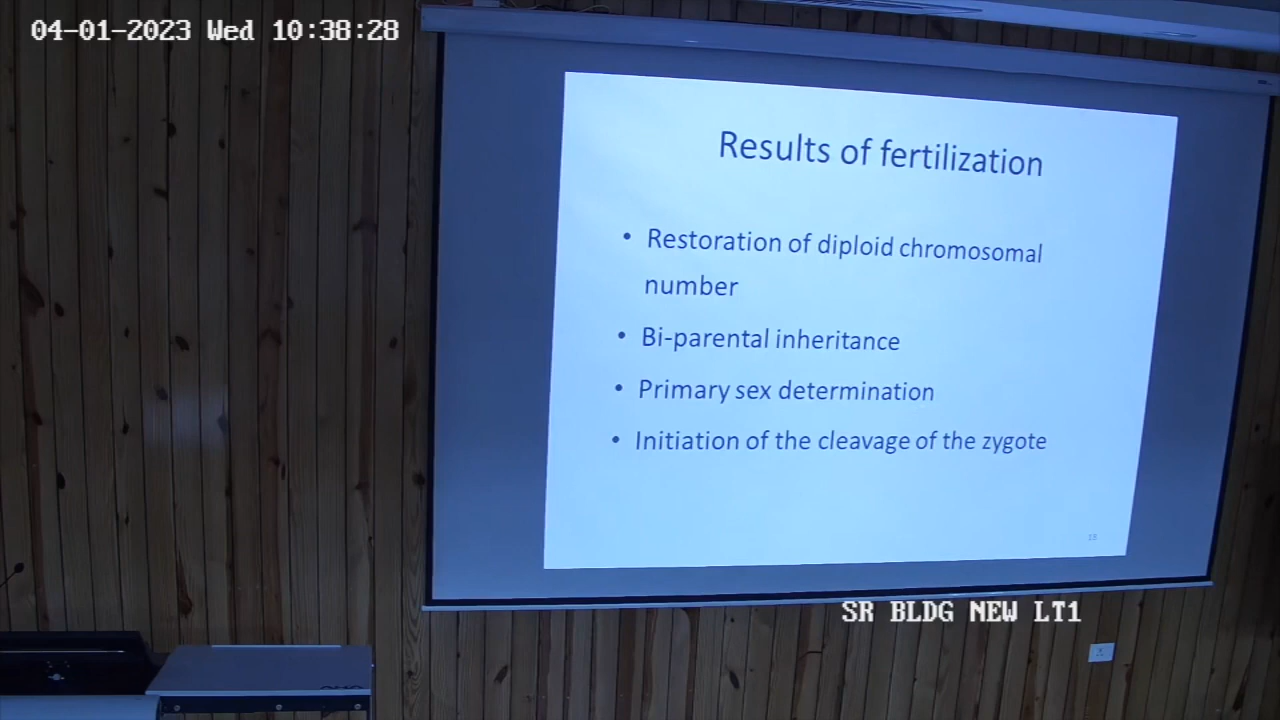 04-01-2023 Wed 10:38:28
Results of fertilization
• Restoration of diploid chromosomal
number
• Bi-parental inheritance
• Primary sex determination
• Initiation of the cleavage of the zygote
18
SR BLDG NEW LT1